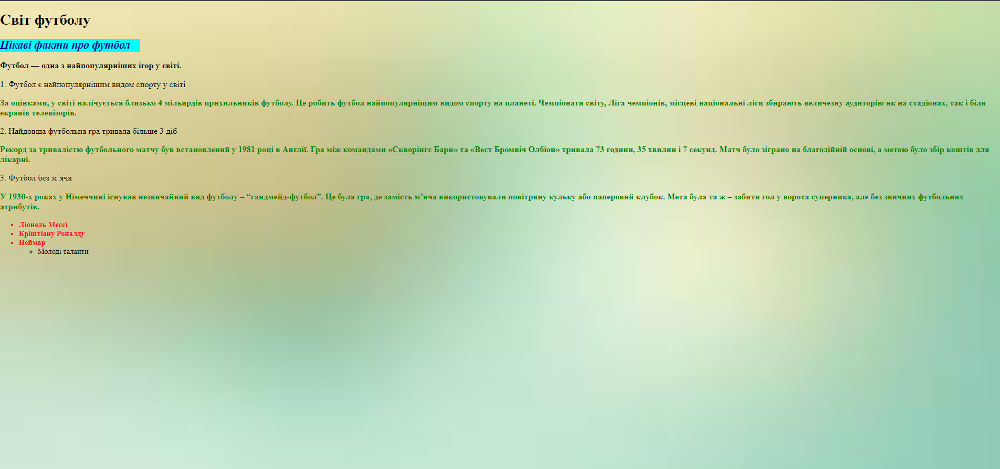 Світ футболу
Цікаві факти про футбол
Футбол — одна з найпопулярніших ігор у світі.
1. Футбол є найпопулярнішим видом спорту у світі
За оцінками, у світі налічується близько 4 мільярдів прихильників футболу. Це робить футбол найпопулярнішим видом спорту на планеті. Чемпіонати світу, Ліга чемпіонів, місцеві національні ліги збирають величезну аудиторію як на стадіонах, так і біля
екранів телевізорів.
2. Найдовша футбольна гра тривала більше 3 діб
Рекорд за тривалістю футбольного матчу був встановлений у 1981 році в Англії. Гра між командами «Скворінгс Барн» та «Вест Бромвіч Олбіон» тривала 73 години, 35 хвилин і 7 секунд. Матч було зіграно на благодійній основі, а метою було збір коштів для
лікарні.
3. Футбол без м’яча
У 1930-х роках у Німеччині існував незвичайний вид футболу – “гандмейд-футбол”. Це була гра, де замість м’яча використовували повітряну кульку або паперовий клубок. Мета була та ж – забити гол у ворота суперника, але без звичних футбольних
атрибутів.
• Ліонель Мессі
• Кріштіану Роналду
• Неймар
◦ Молоді таланти